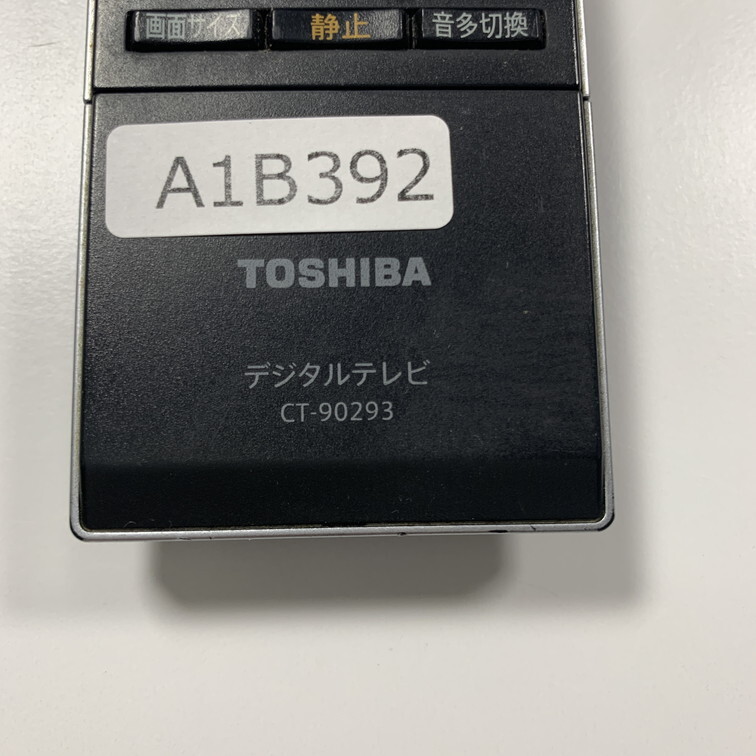 画面サイズ 静止 音多切換
A1B392
TOSHIBA
デジタルテレビ
CT-90293